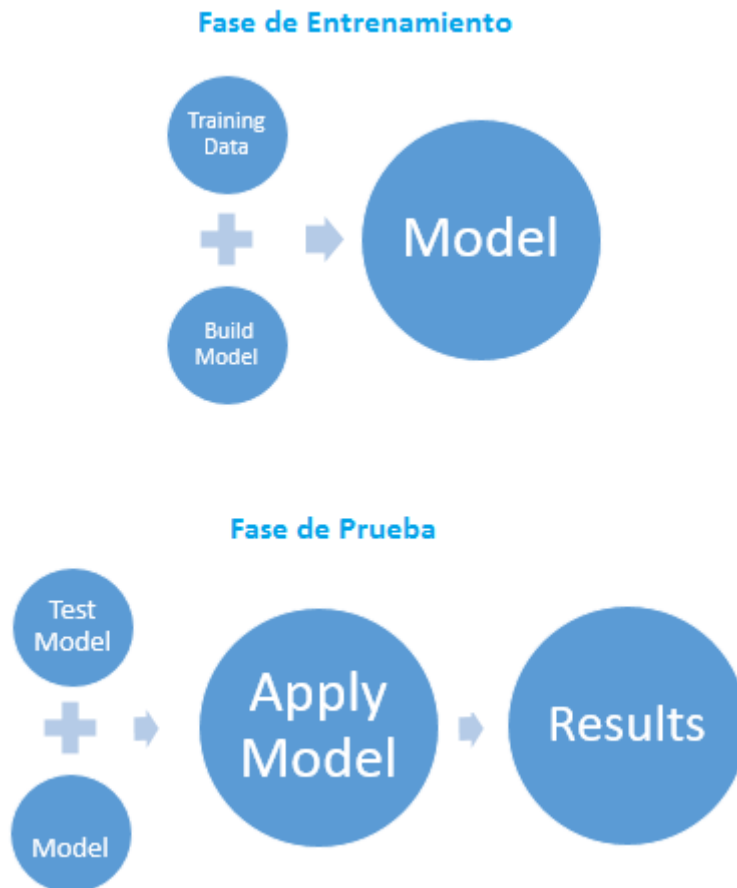 Fase de Entrenamiento
Training
Data
Model
Build
Model
Fase de Prueba
Test
Model
Apply
Model
Results
Model